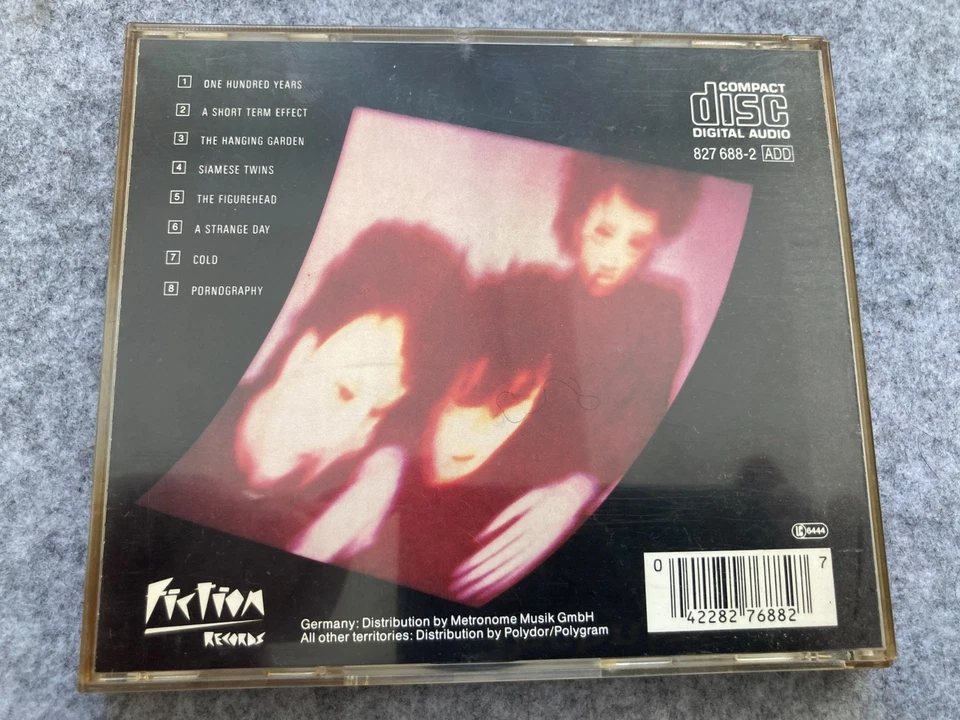 1 ONE HUNDRED YEARS
2 A SHORT TERM EFFECT
3 THE HANGING GARDEN
4 SIAMESE TWINS
5 THE FIGUREHEAD
6 A STRANGE DAY
7 COLD
8 PORNOGRAPHY
COMPACT
disc
DIGITAL AUDIO
827 688-2 ADD
LC 6444
0 42282 76882 7
Fiction
RECORDS
Germany: Distribution by Metronome Musik GmbH
All other territories: Distribution by Polydor/Polygram